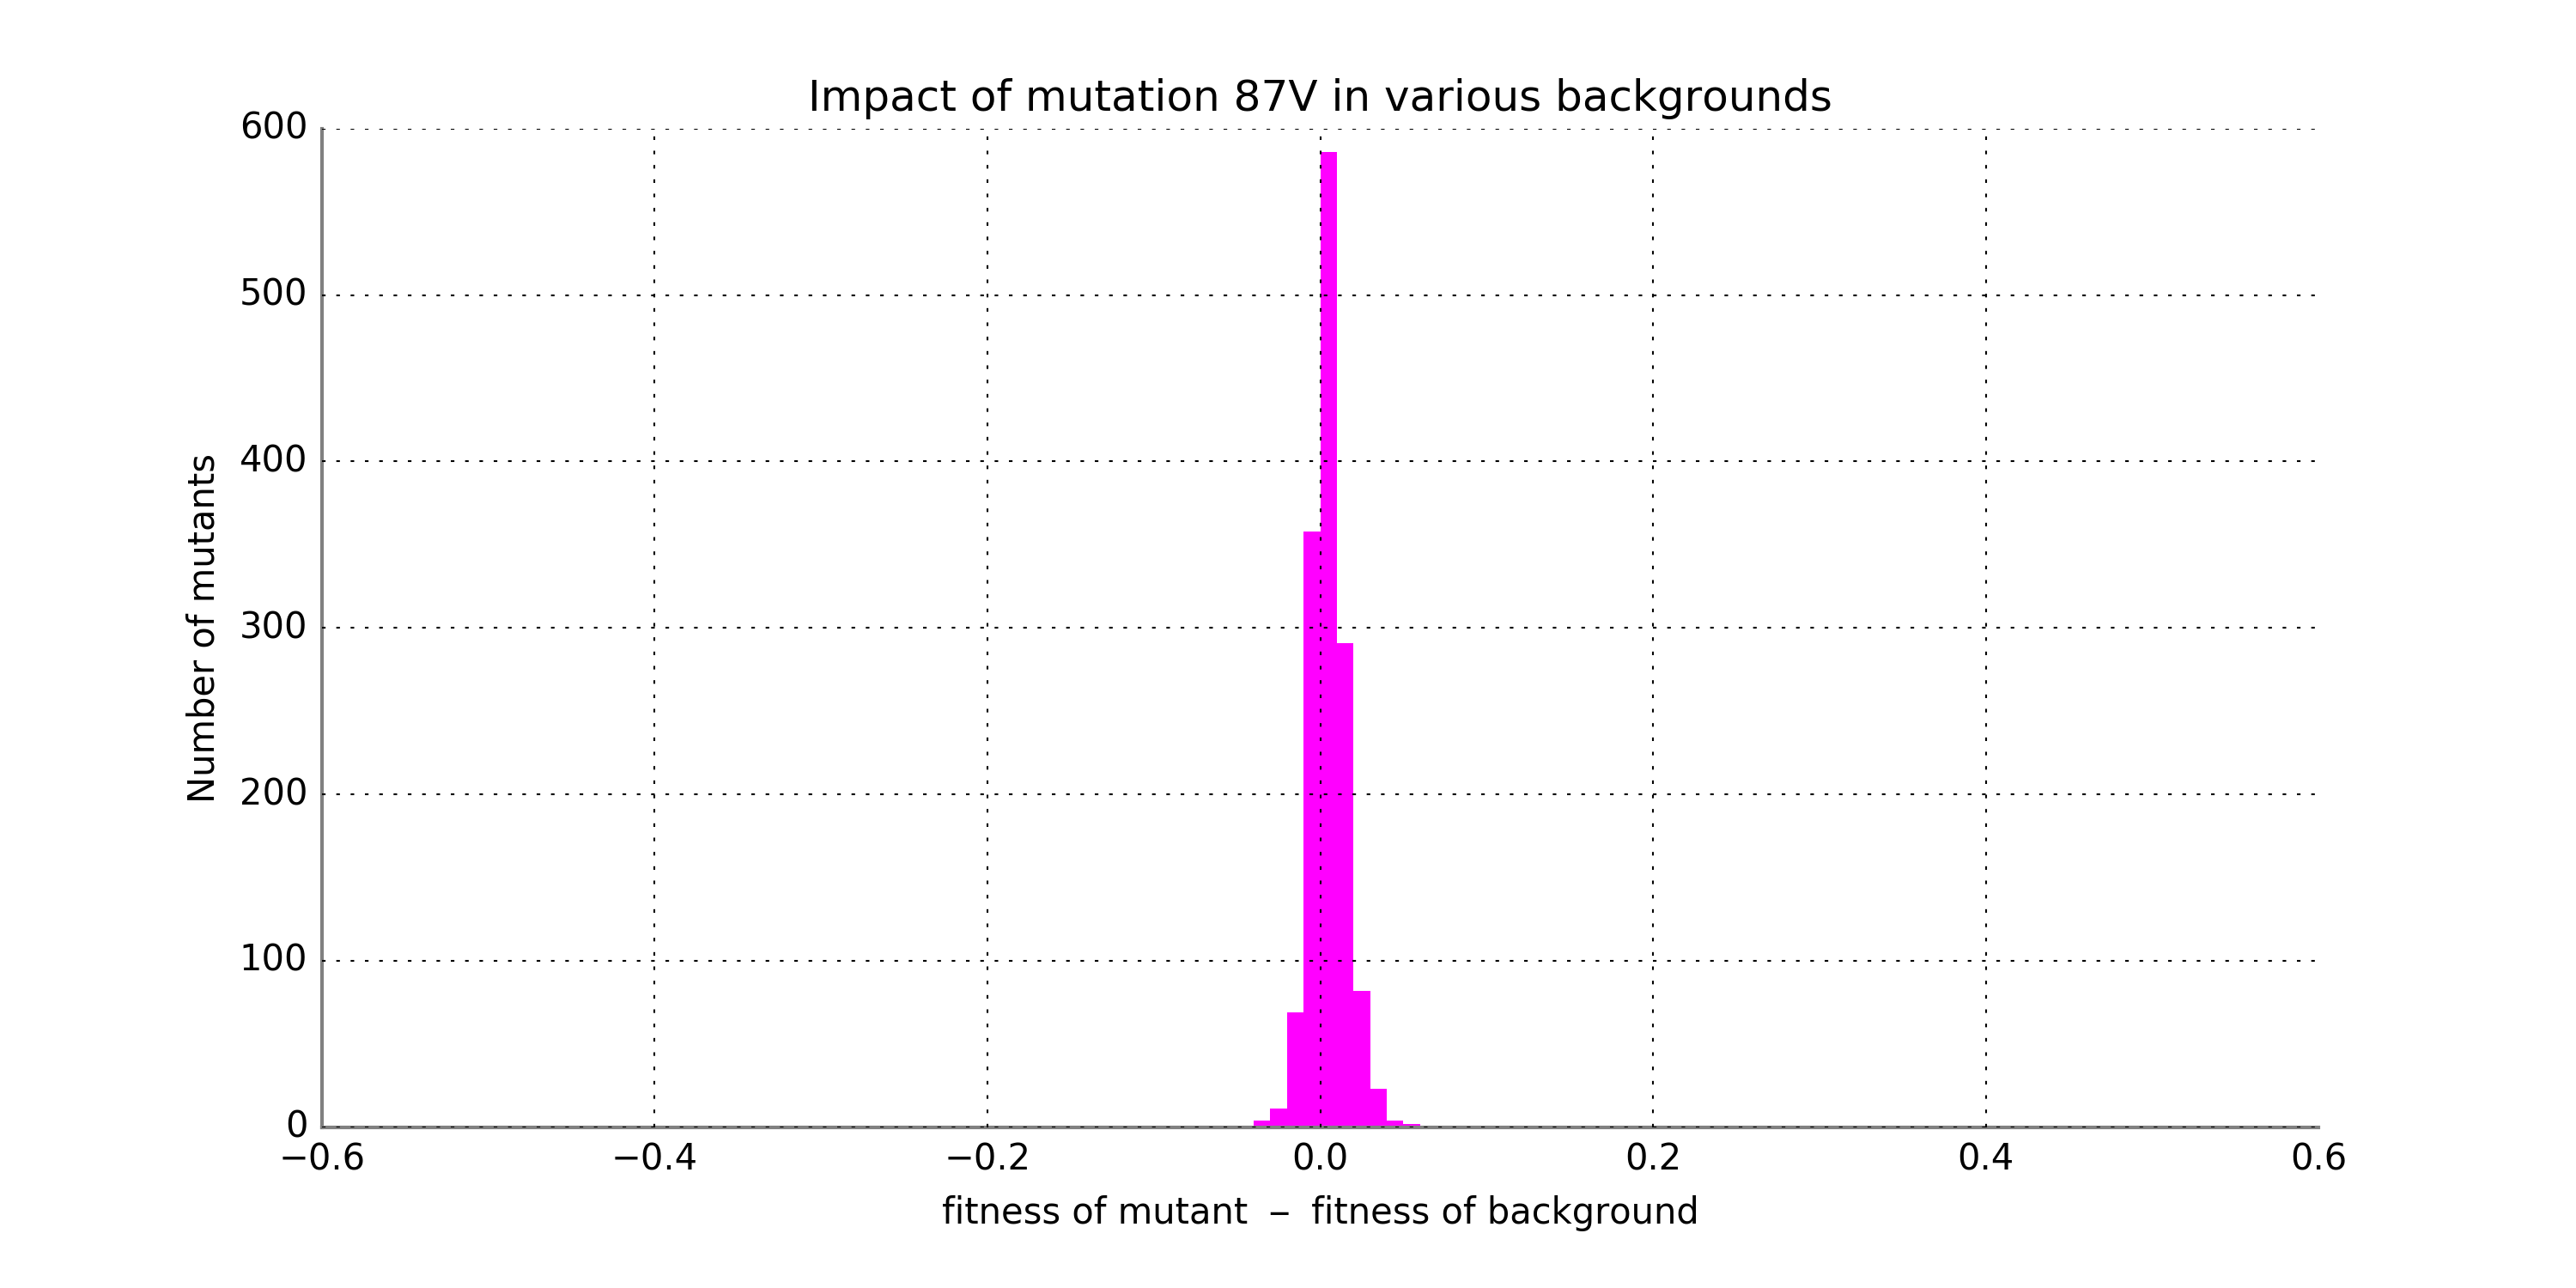 Impact of mutation 87V in various backgrounds
600
500
400
300
200
100
0
Number of mutants
−0.6 −0.4 −0.2 0.0 0.2 0.4 0.6
fitness of mutant − fitness of background